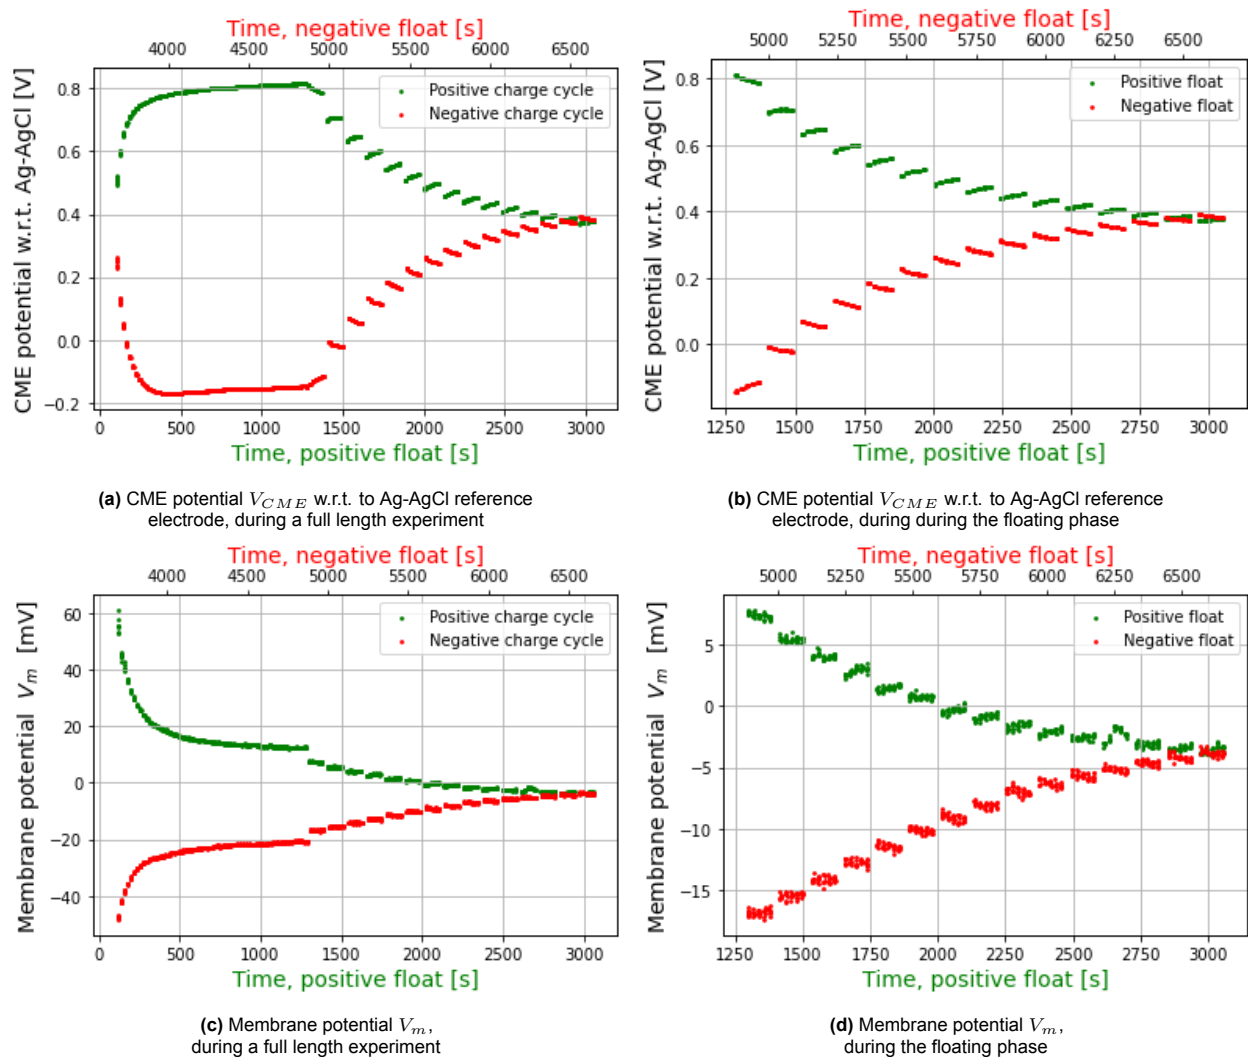 Time, negative float [s]
4000 4500 5000 5500 6000 6500
CME potential w.r.t. Ag-AgCl [V]
0.8
0.6
0.4
0.2
0.0
−0.2
Positive charge cycle
Negative charge cycle
0 500 1000 1500 2000 2500 3000
Time, positive float [s]
(a) CME potential V_{CME} w.r.t. to Ag-AgCl reference
electrode, during a full length experiment
Time, negative float [s]
5000 5250 5500 5750 6000 6250 6500
CME potential w.r.t. Ag-AgCl [V]
0.8
0.6
0.4
0.2
0.0
Positive float
Negative float
1250 1500 1750 2000 2250 2500 2750 3000
Time, positive float [s]
(b) CME potential V_{CME} w.r.t. to Ag-AgCl reference
electrode, during during the floating phase
Time, negative float [s]
4000 4500 5000 5500 6000 6500
Membrane potential V_m [mV]
60
40
20
0
−20
−40
Positive charge cycle
Negative charge cycle
0 500 1000 1500 2000 2500 3000
Time, positive float [s]
(c) Membrane potential V_m,
during a full length experiment
Time, negative float [s]
5000 5250 5500 5750 6000 6250 6500
Membrane potential V_m [mV]
5
0
−5
−10
−15
Positive float
Negative float
1250 1500 1750 2000 2250 2500 2750 3000
Time, positive float [s]
(d) Membrane potential V_m,
during the floating phase